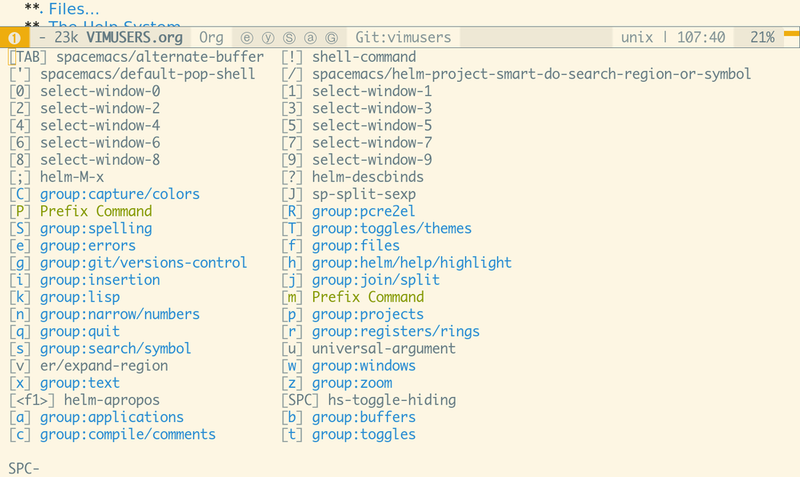 **. Files...
**. The Help System
❶ - 23k VIMUSERS.org Org ⓔ ⓨ Ⓢ ⓐ Ⓖ Git:vimusers unix | 107:40 21%
[TAB] spacemacs/alternate-buffer [!] shell-command
['] spacemacs/default-pop-shell [/] spacemacs/helm-project-smart-do-search-region-or-symbol
[0] select-window-0 [1] select-window-1
[2] select-window-2 [3] select-window-3
[4] select-window-4 [5] select-window-5
[6] select-window-6 [7] select-window-7
[8] select-window-8 [9] select-window-9
[;] helm-M-x [?] helm-descbinds
[C] group:capture/colors [J] sp-split-sexp
[P] Prefix Command [R] group:pcre2el
[S] group:spelling [T] group:toggles/themes
[e] group:errors [f] group:files
[g] group:git/versions-control [h] group:helm/help/highlight
[i] group:insertion [j] group:join/split
[k] group:lisp [m] Prefix Command
[n] group:narrow/numbers [p] group:projects
[q] group:quit [r] group:registers/rings
[s] group:search/symbol [u] universal-argument
[v] er/expand-region [w] group:windows
[x] group:text [z] group:zoom
[<f1>] helm-apropos [SPC] hs-toggle-hiding
[a] group:applications [b] group:buffers
[c] group:compile/comments [t] group:toggles
SPC-